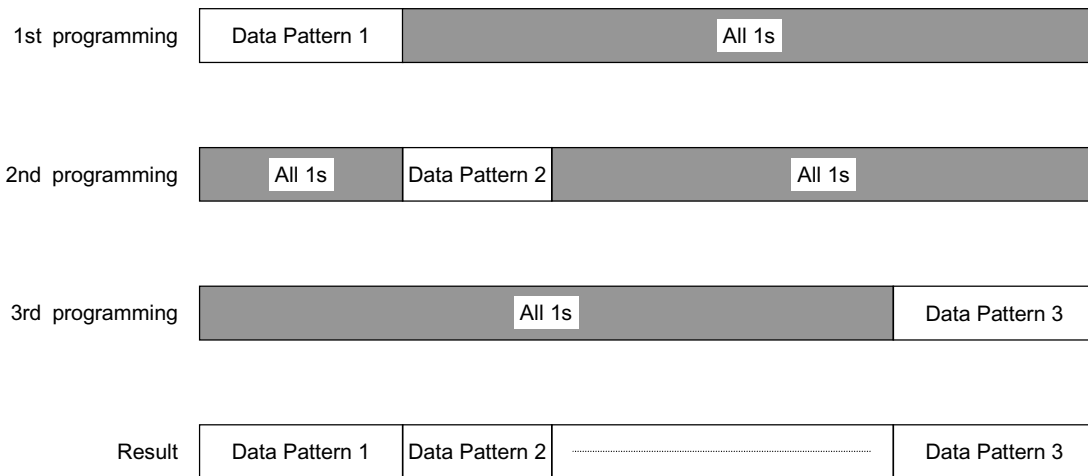 1st programming Data Pattern 1 All 1s
2nd programming All 1s Data Pattern 2 All 1s
3rd programming All 1s Data Pattern 3
Result Data Pattern 1 Data Pattern 2 Data Pattern 3